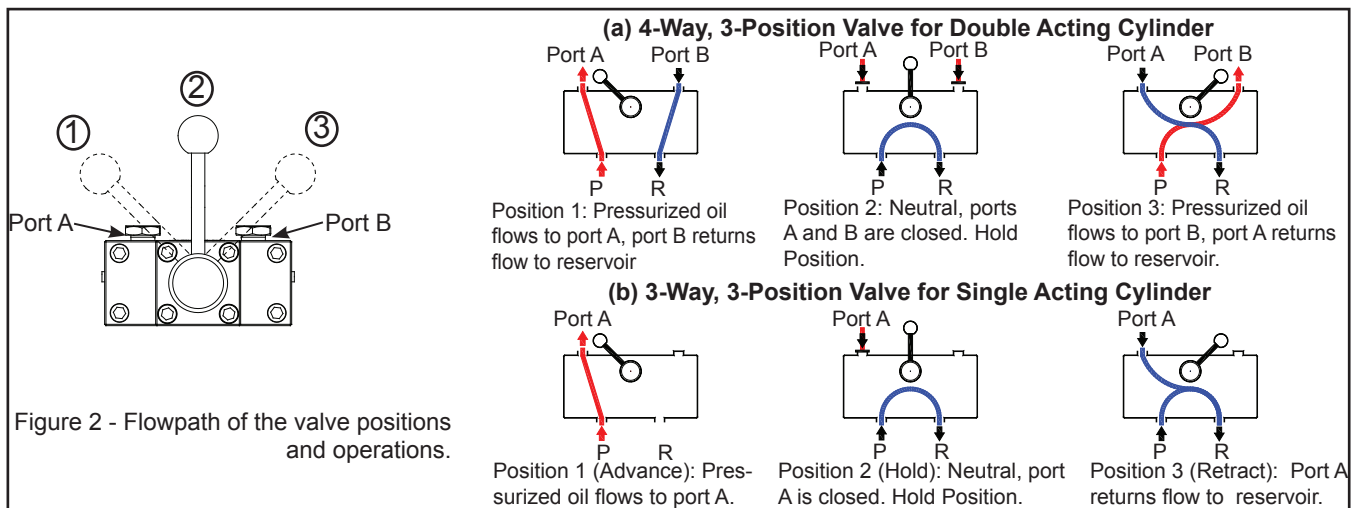 (a) 4-Way, 3-Position Valve for Double Acting Cylinder
①
②
③
Port A
Port B
Figure 2 - Flowpath of the valve positions
and operations.
Port A
Port B
P
R
Position 1: Pressurized oil
flows to port A, port B returns
flow to reservoir
Port A
Port B
P
R
Position 2: Neutral, ports
A and B are closed. Hold
Position.
Port A
Port B
P
R
Position 3: Pressurized oil
flows to port B, port A returns
flow to reservoir.
(b) 3-Way, 3-Position Valve for Single Acting Cylinder
Port A
P
R
Position 1 (Advance): Pres-
surized oil flows to port A.
Port A
P
R
Position 2 (Hold): Neutral, port
A is closed. Hold Position.
Port A
P
R
Position 3 (Retract): Port A
returns flow to reservoir.